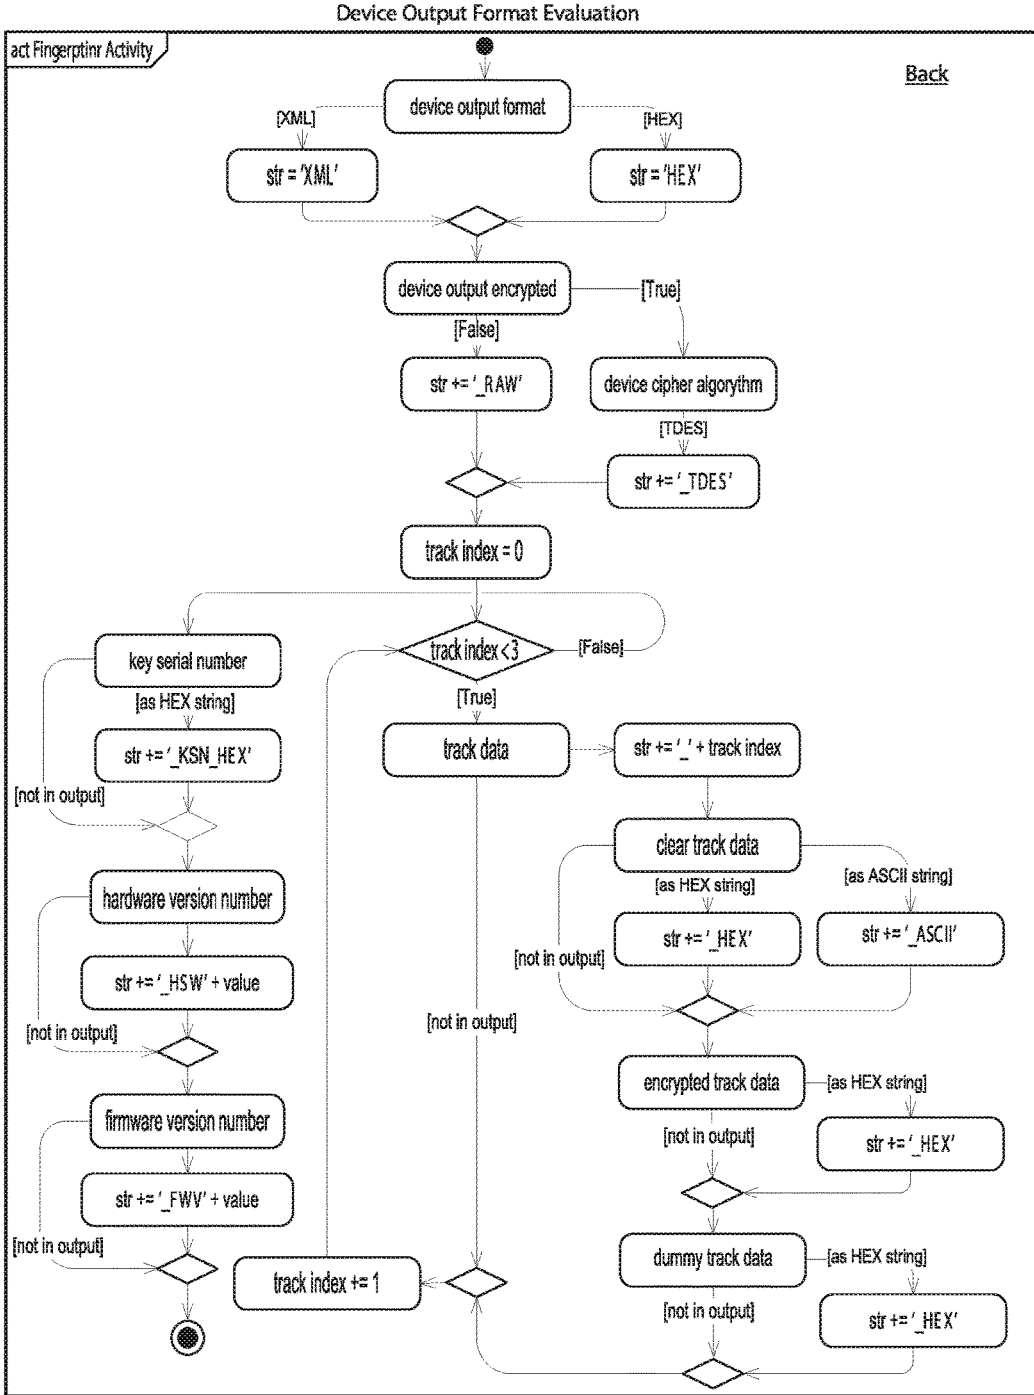 Device Output Format Evaluation
act Fingerptinr Activity
Back
device output format
[XML]
[HEX]
str = 'XML'
str = 'HEX'
device output encrypted
[True]
[False]
str += '_RAW'
device cipher algorythm
[TDES]
str += '_TDES'
track index = 0
track index < 3
[False]
[True]
key serial number
[as HEX string]
str += '_KSN_HEX'
[not in output]
hardware version number
str += '_HSW' + value
[not in output]
firmware version number
str += '_FWV' + value
[not in output]
track data
str += '_' + track index
clear track data
[as HEX string]
[as ASCII string]
str += '_HEX'
str += '_ASCII'
[not in output]
[not in output]
encrypted track data
[as HEX string]
[not in output]
str += '_HEX'
dummy track data
[as HEX string]
[not in output]
str += '_HEX'
track index += 1